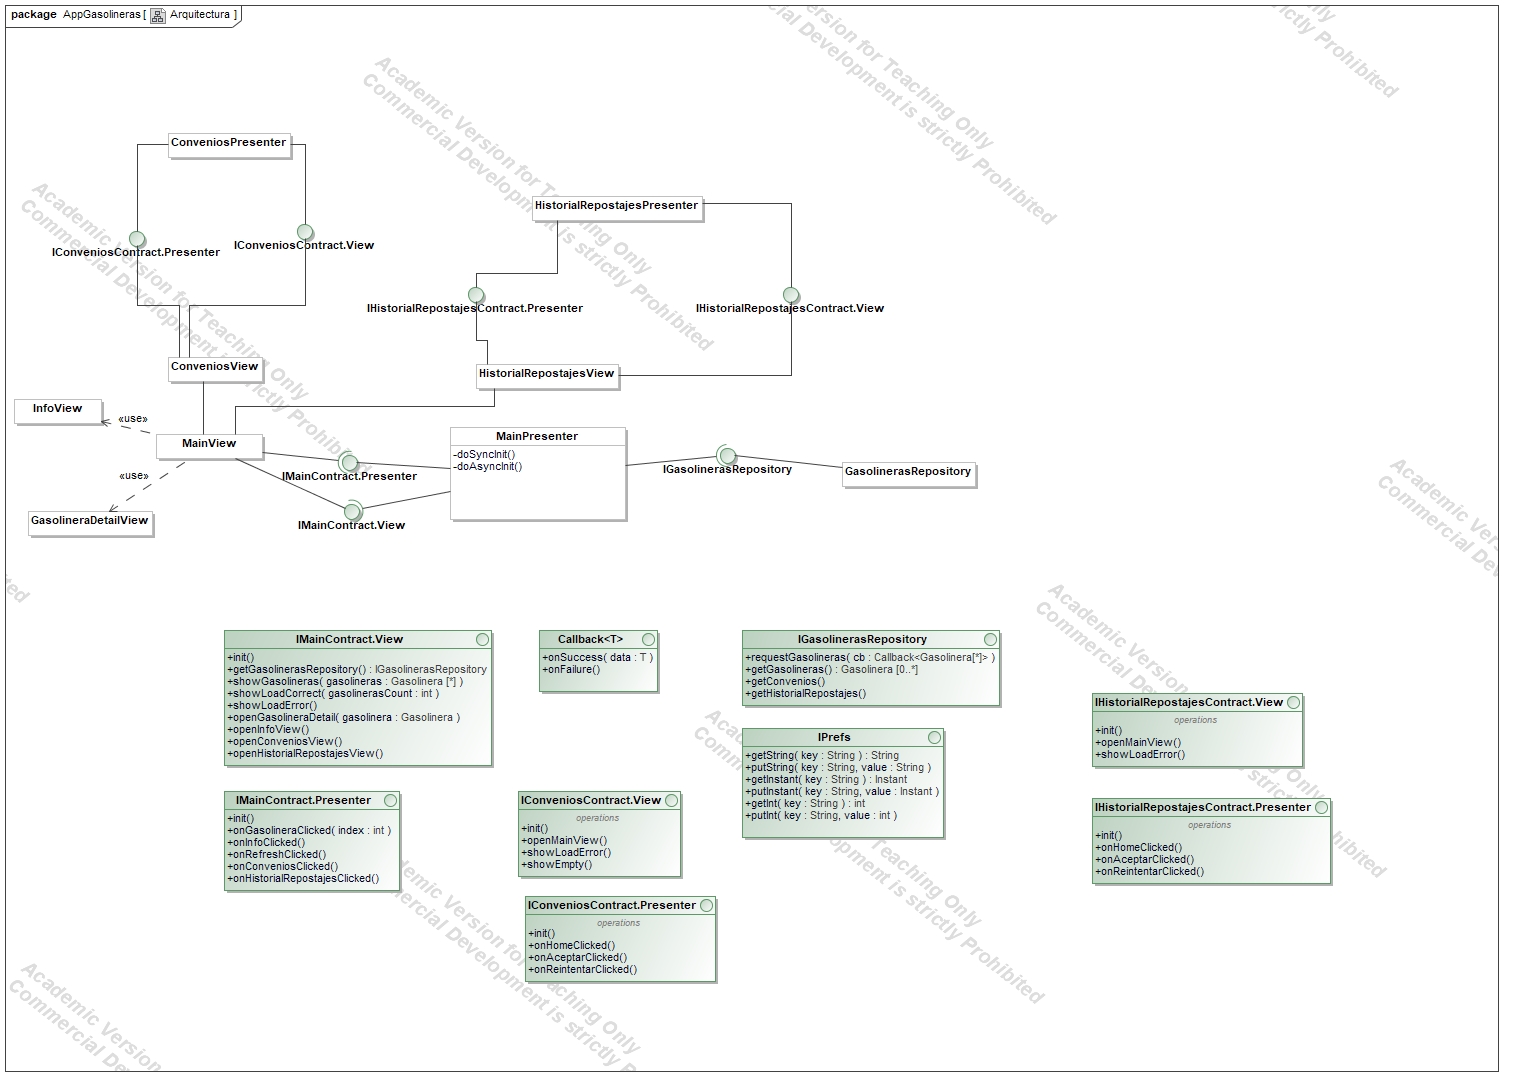 package AppGasolineras [ Arquitectura ]
ConveniosPresenter
HistorialRepostajesPresenter
IConveniosContract.Presenter
IConveniosContract.View
IHistorialRepostajesContract.Presenter
IHistorialRepostajesContract.View
ConveniosView
HistorialRepostajesView
InfoView
«use»
MainView
MainPresenter
-doSyncInit()
-doAsyncInit()
IMainContract.Presenter
IGasolinerasRepository
GasolinerasRepository
«use»
GasolineraDetailView
IMainContract.View
IMainContract.View
+init()
+getGasolinerasRepository() : IGasolinerasRepository
+showGasolineras( gasolineras : Gasolinera [*] )
+showLoadCorrect( gasolinerasCount : int )
+showLoadError()
+openGasolineraDetail( gasolinera : Gasolinera )
+openInfoView()
+openConveniosView()
+openHistorialRepostajesView()
Callback<T>
+onSuccess( data : T )
+onFailure()
IGasolinerasRepository
+requestGasolineras( cb : Callback<Gasolina[*]> )
+getGasolineras() : Gasolinera [0..*]
+getConvenios()
+getHistorialRepostajes()
IPrefs
+getString( key : String ) : String
+putString( key : String, value : String )
+getInstant( key : String ) : Instant
+putInstant( key : String, value : Instant )
+getInt( key : String ) : int
+putInt( key : String, value : int )
IHistorialRepostajesContract.View
operations
+init()
+openMainView()
+showLoadError()
IMainContract.Presenter
+init()
+onGasolineraClicked( index : int )
+onInfoClicked()
+onRefreshClicked()
+onConveniosClicked()
+onHistorialRepostajesClicked()
IConveniosContract.View
operations
+init()
+openMainView()
+showLoadError()
+showEmpty()
IHistorialRepostajesContract.Presenter
operations
+init()
+onHomeClicked()
+onAceptarClicked()
+onReintentarClicked()
IConveniosContract.Presenter
operations
+init()
+onHomeClicked()
+onAceptarClicked()
+onReintentarClicked()
Academic Version for Teaching Only
Commercial Development is strictly Prohibited